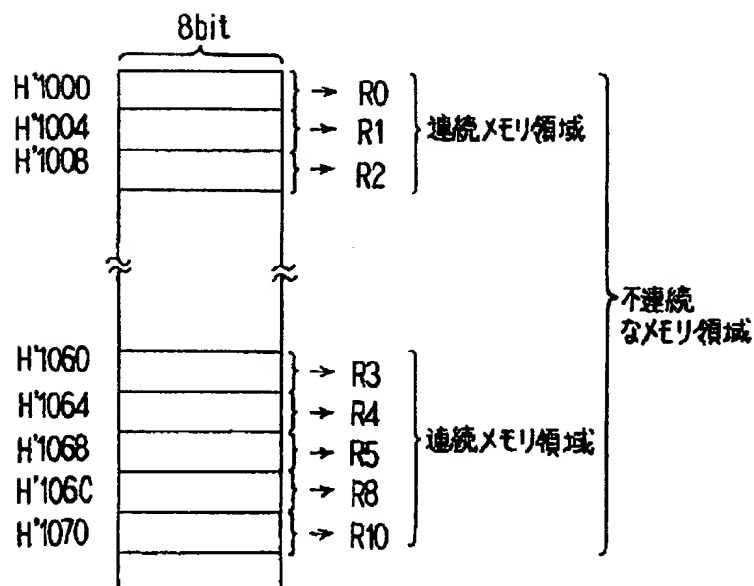 8bit
H'1000 → R0
H'1004 → R1 連続メモリ領域
H'1008 → R2
不連続
なメモリ領域
H'1060 → R3
H'1064 → R4
H'1068 → R5 連続メモリ領域
H'106C → R8
H'1070 → R10